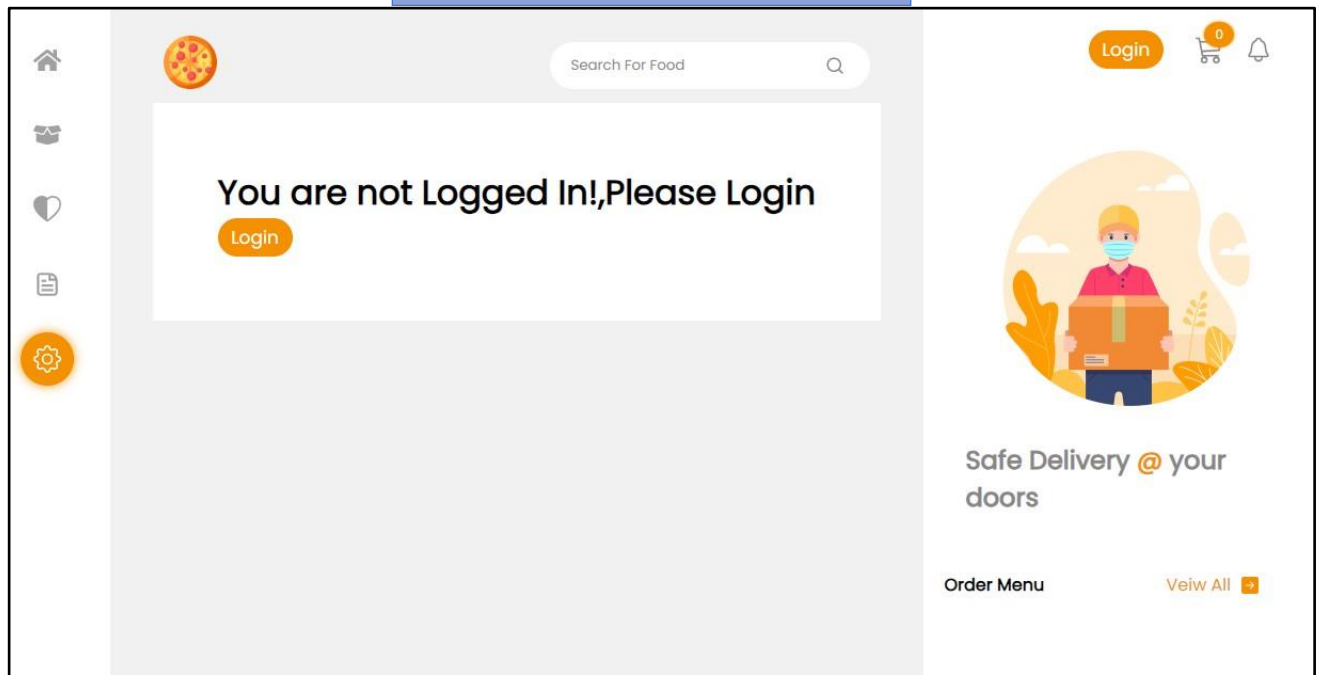 Search For Food
Login
0
You are not Logged In!,Please Login
Login
Safe Delivery @ your
doors
Order Menu
Veiw All